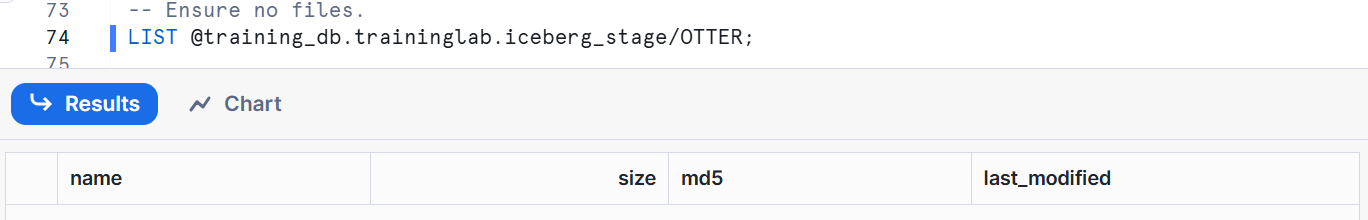 73 -- Ensure no files.
74 LIST @training_db.traininglab.iceberg_stage/OTTER;
75
Results Chart
name size md5 last_modified